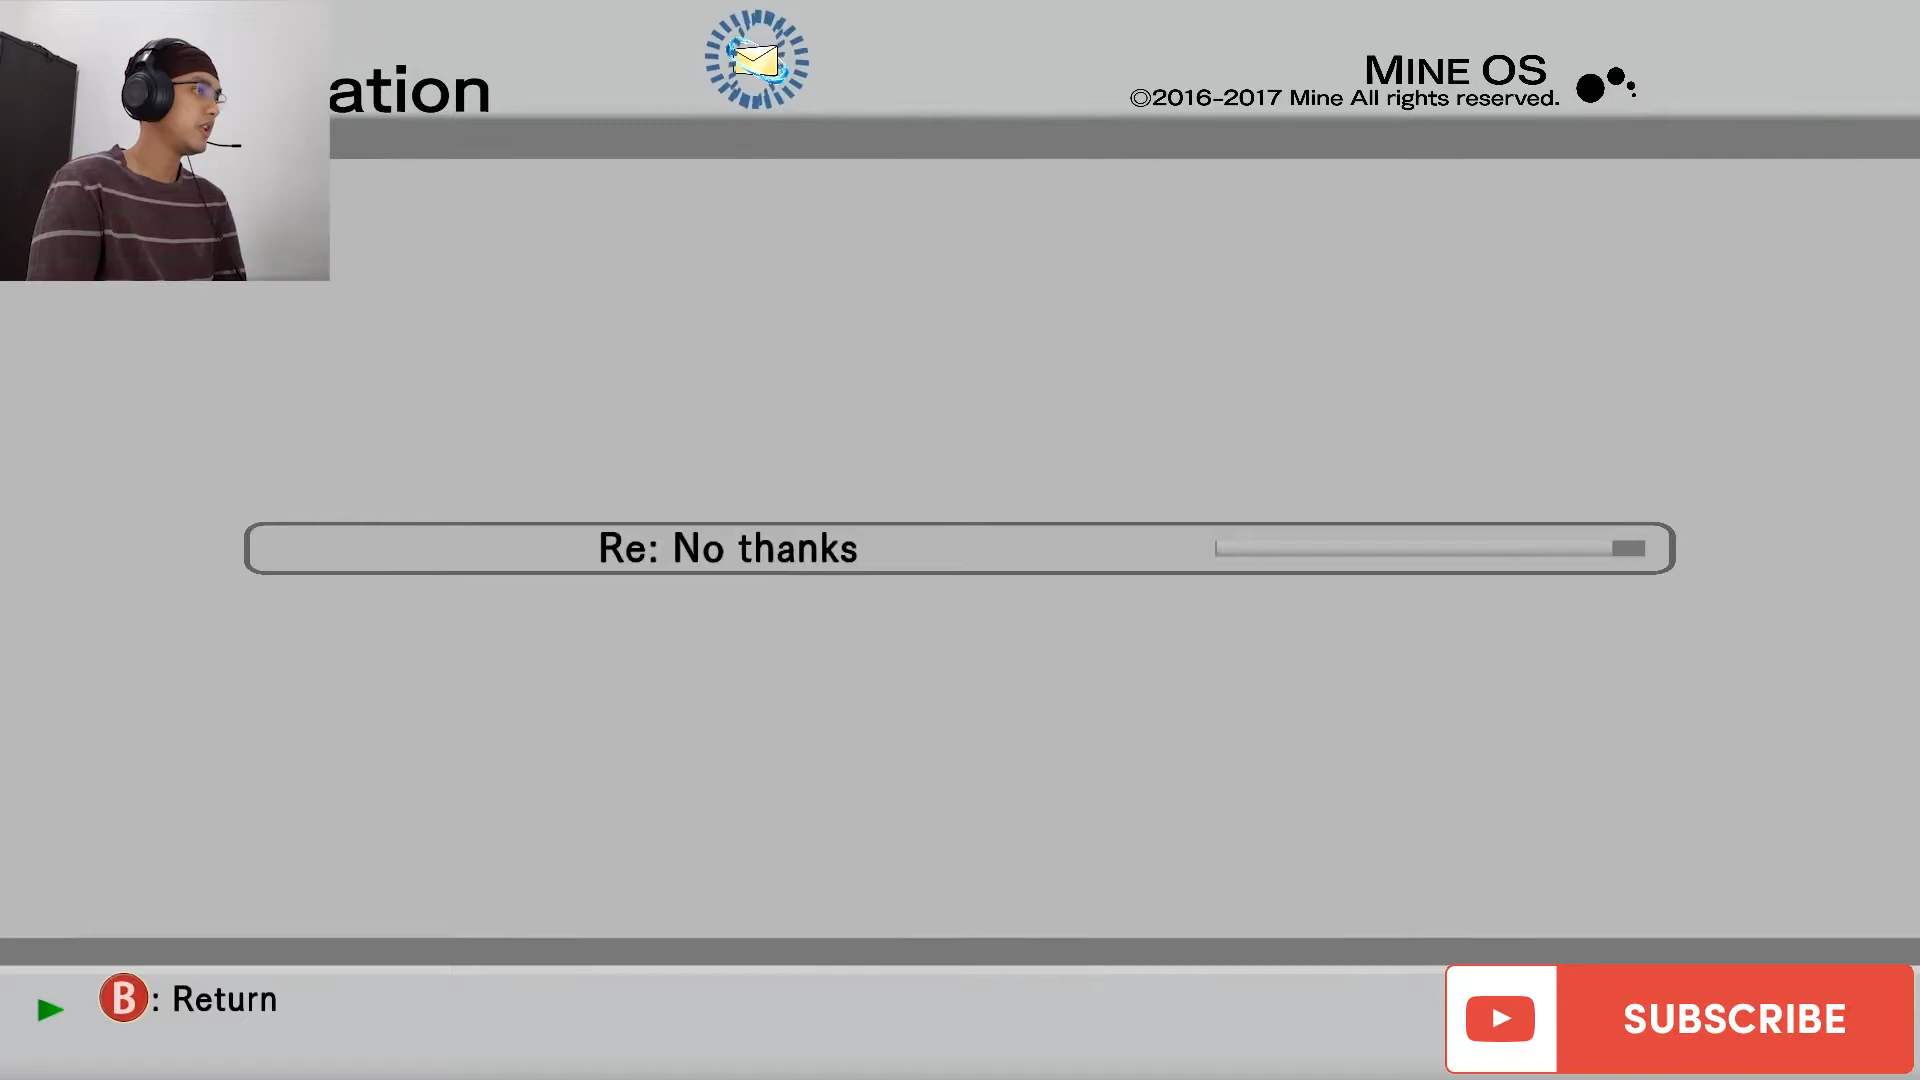 ation
MINE OS
©2016-2017 Mine All rights reserved.
Re: No thanks
B: Return
SUBSCRIBE